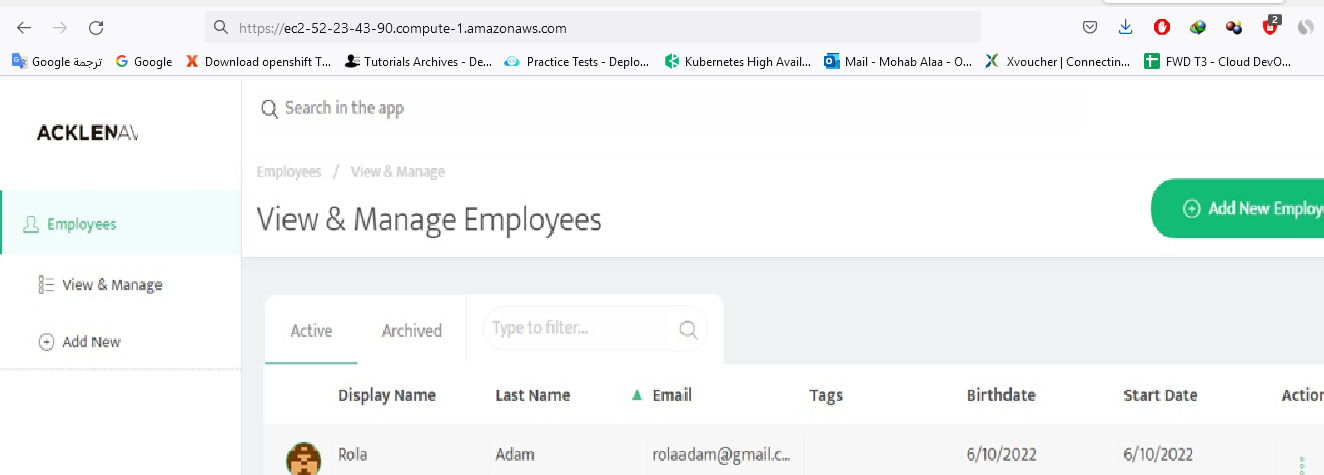 https://ec2-52-23-43-90.compute-1.amazonaws.com
2
ترجمة Google
Google
Download openshift T...
Tutorials Archives - De...
Practice Tests - Deplo...
Kubernetes High Avail...
Mail - Mohab Alaa - O...
Xvoucher | Connectin...
FWD T3 - Cloud DevO...
Search in the app
ACKLENAV
Employees / View & Manage
View & Manage Employees
Add New Employe
Employees
View & Manage
Add New
Active
Archived
Type to filter...
Display Name Last Name Email Tags Birthdate Start Date Action
Rola Adam rolaadam@gmail.c... 6/10/2022 6/10/2022